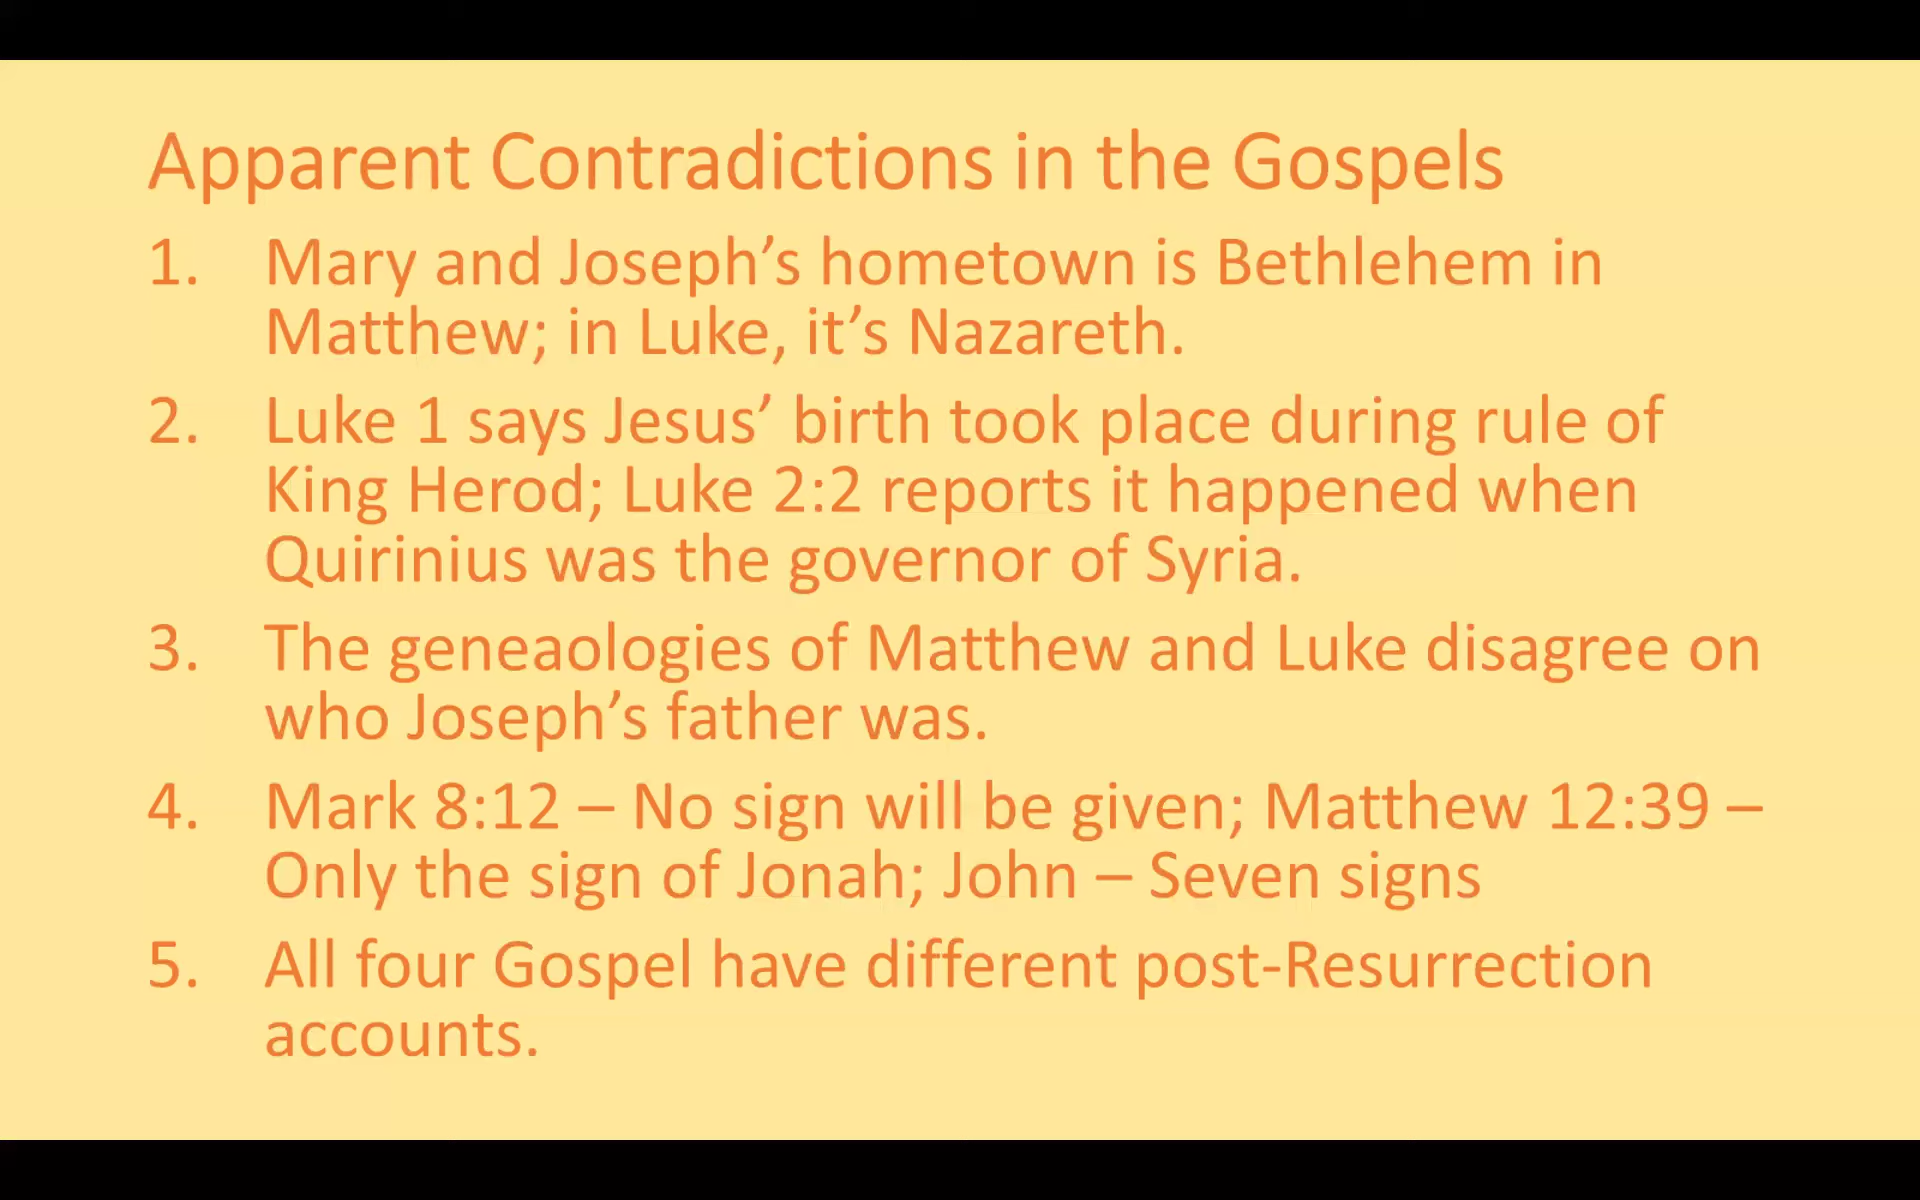 Apparent Contradictions in the Gospels
1. Mary and Joseph’s hometown is Bethlehem in
Matthew; in Luke, it’s Nazareth.
2. Luke 1 says Jesus’ birth took place during rule of
King Herod; Luke 2:2 reports it happened when
Quirinius was the governor of Syria.
3. The geneaologies of Matthew and Luke disagree on
who Joseph’s father was.
4. Mark 8:12 – No sign will be given; Matthew 12:39 –
Only the sign of Jonah; John – Seven signs
5. All four Gospel have different post-Resurrection
accounts.